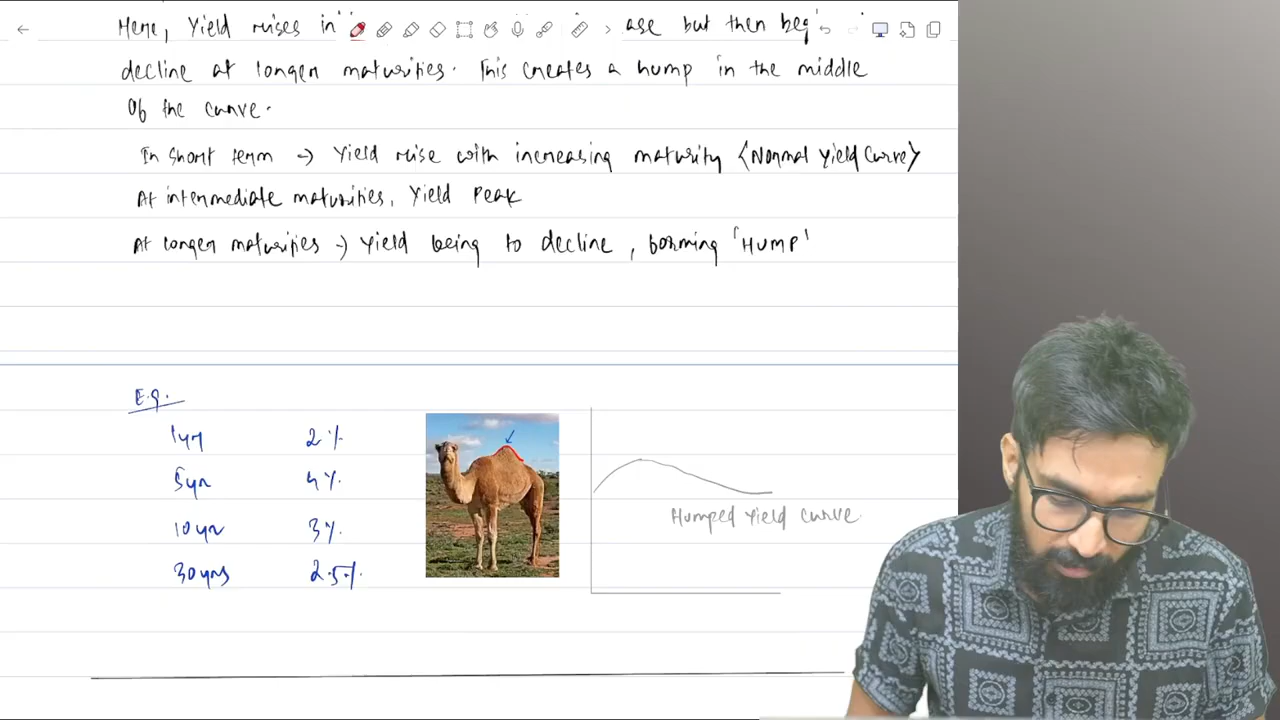 Here, Yield rises in ase but then beg
decline at longer maturities. This creates a hump in the middle
Of the curve.
In short term → Yield rise with increasing maturity <Normal Yield Curve>
At intermediate maturities, Yield Peak
At longer maturities → Yield being to decline, forming 'HUMP'
E.g.
1yr 2%
5yr 4%
10yr 3%
30yrs 2.5%
Humped Yield Curve